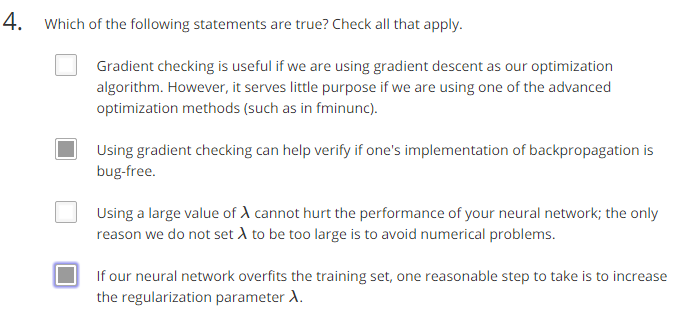 4. Which of the following statements are true? Check all that apply.
Gradient checking is useful if we are using gradient descent as our optimization
algorithm. However, it serves little purpose if we are using one of the advanced
optimization methods (such as in fminunc).
Using gradient checking can help verify if one's implementation of backpropagation is
bug-free.
Using a large value of λ cannot hurt the performance of your neural network; the only
reason we do not set λ to be too large is to avoid numerical problems.
If our neural network overfits the training set, one reasonable step to take is to increase
the regularization parameter λ.